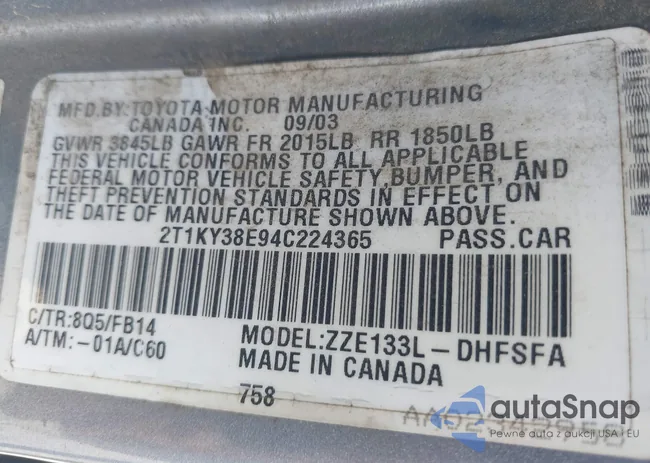 MFD.BY:TOYOTA MOTOR MANUFACTURING
CANADA INC. 09/03
GVWR 3845LB GAWR FR 2015LB RR 1850LB
THIS VEHICLE CONFORMS TO ALL APPLICABLE
FEDERAL MOTOR VEHICLE SAFETY,BUMPER, AND
THEFT PREVENTION STANDARDS IN EFFECT ON
THE DATE OF MANUFACTURE SHOWN ABOVE.
2T1KY38E94C224365 PASS.CAR
C/TR:8Q5/FB14 MODEL:ZZE133L-DHFSFA
A/TM:-01A/C60 MADE IN CANADA
758
autaSnap
Pewne auta z aukcji USA i EU